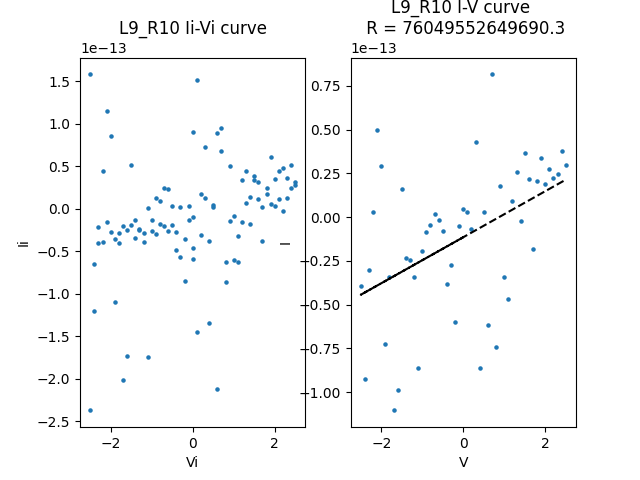 L9_R10 Ii-Vi curve
1e−13
1.5
1.0
0.5
0.0
−0.5
−1.0
−1.5
−2.0
−2.5
Ii
−2
0
2
Vi
L9_R10 I-V curve
R = 76049552649690.3
1e−13
0.75
0.50
0.25
0.00
−0.25
−0.50
−0.75
−1.00
I
−2
0
2
V